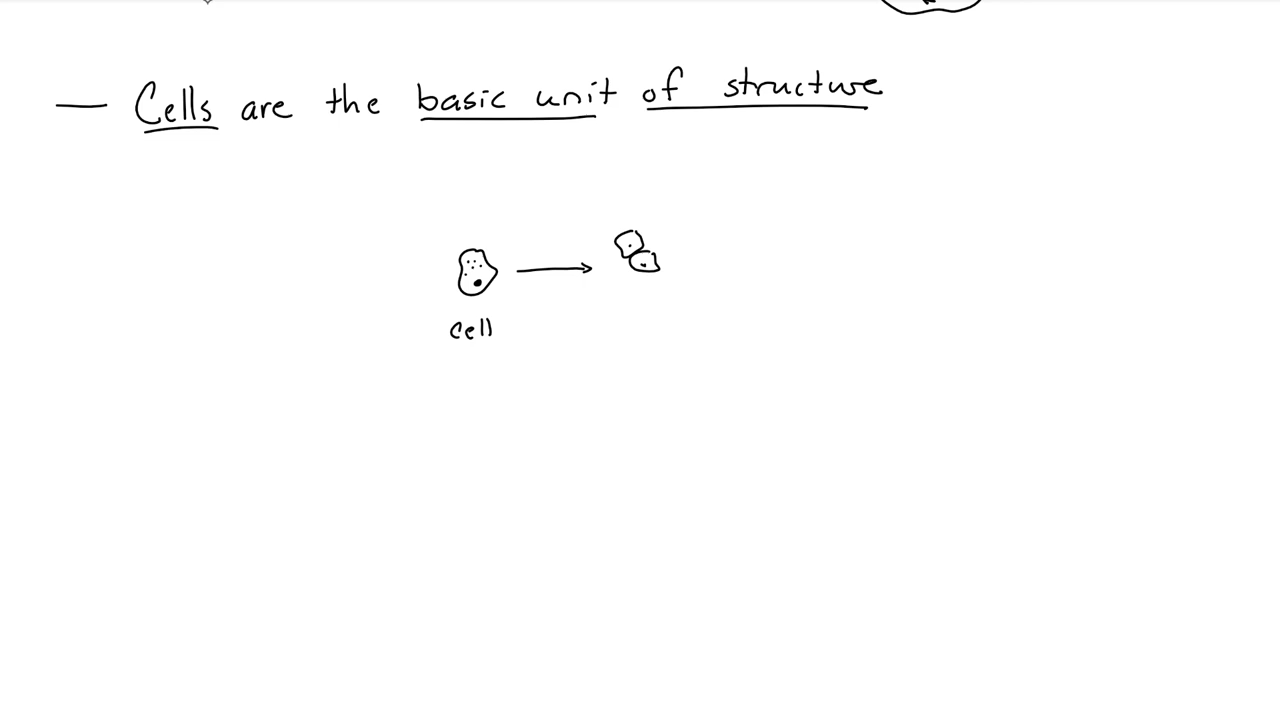 — Cells are the basic unit of structure
cell